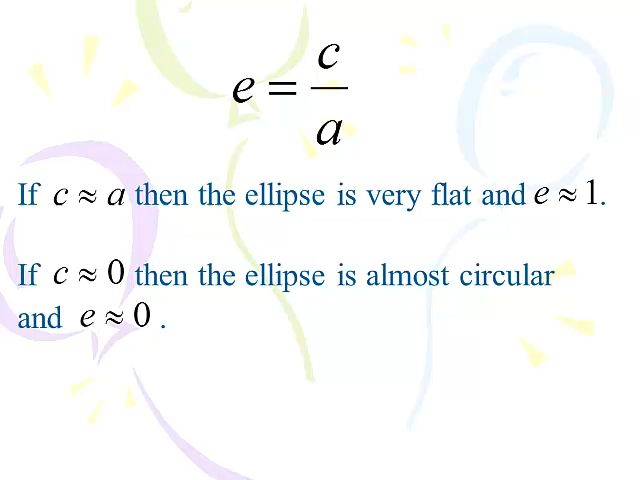 e = c/a
If c ≈ a then the ellipse is very flat and e ≈ 1.
If c ≈ 0 then the ellipse is almost circular
and e ≈ 0 .